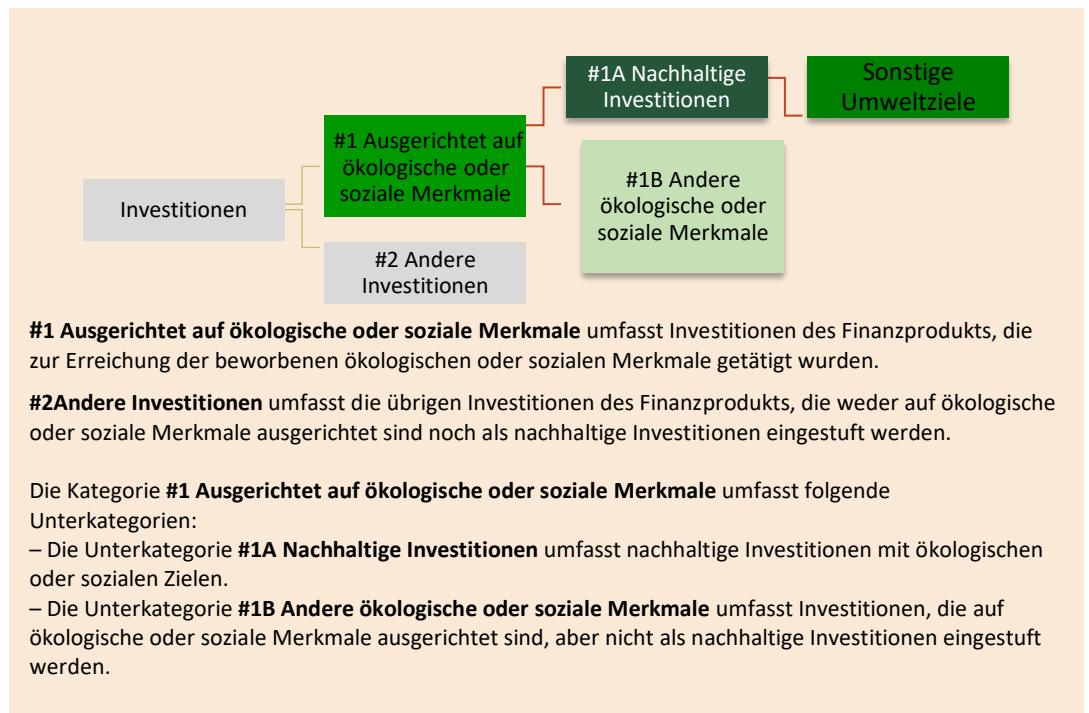 #1A Nachhaltige
Investitionen
Sonstige
Umweltziele
#1 Ausgerichtet auf
ökologische oder
soziale Merkmale
#1B Andere
ökologische oder
soziale Merkmale
Investitionen
#2 Andere
Investitionen
#1 Ausgerichtet auf ökologische oder soziale Merkmale umfasst Investitionen des Finanzprodukts, die
zur Erreichung der beworbenen ökologischen oder sozialen Merkmale getätigt wurden.
#2Andere Investitionen umfasst die übrigen Investitionen des Finanzprodukts, die weder auf ökologische
oder soziale Merkmale ausgerichtet sind noch als nachhaltige Investitionen eingestuft werden.
Die Kategorie #1 Ausgerichtet auf ökologische oder soziale Merkmale umfasst folgende
Unterkategorien:
– Die Unterkategorie #1A Nachhaltige Investitionen umfasst nachhaltige Investitionen mit ökologischen
oder sozialen Zielen.
– Die Unterkategorie #1B Andere ökologische oder soziale Merkmale umfasst Investitionen, die auf
ökologische oder soziale Merkmale ausgerichtet sind, aber nicht als nachhaltige Investitionen eingestuft
werden.